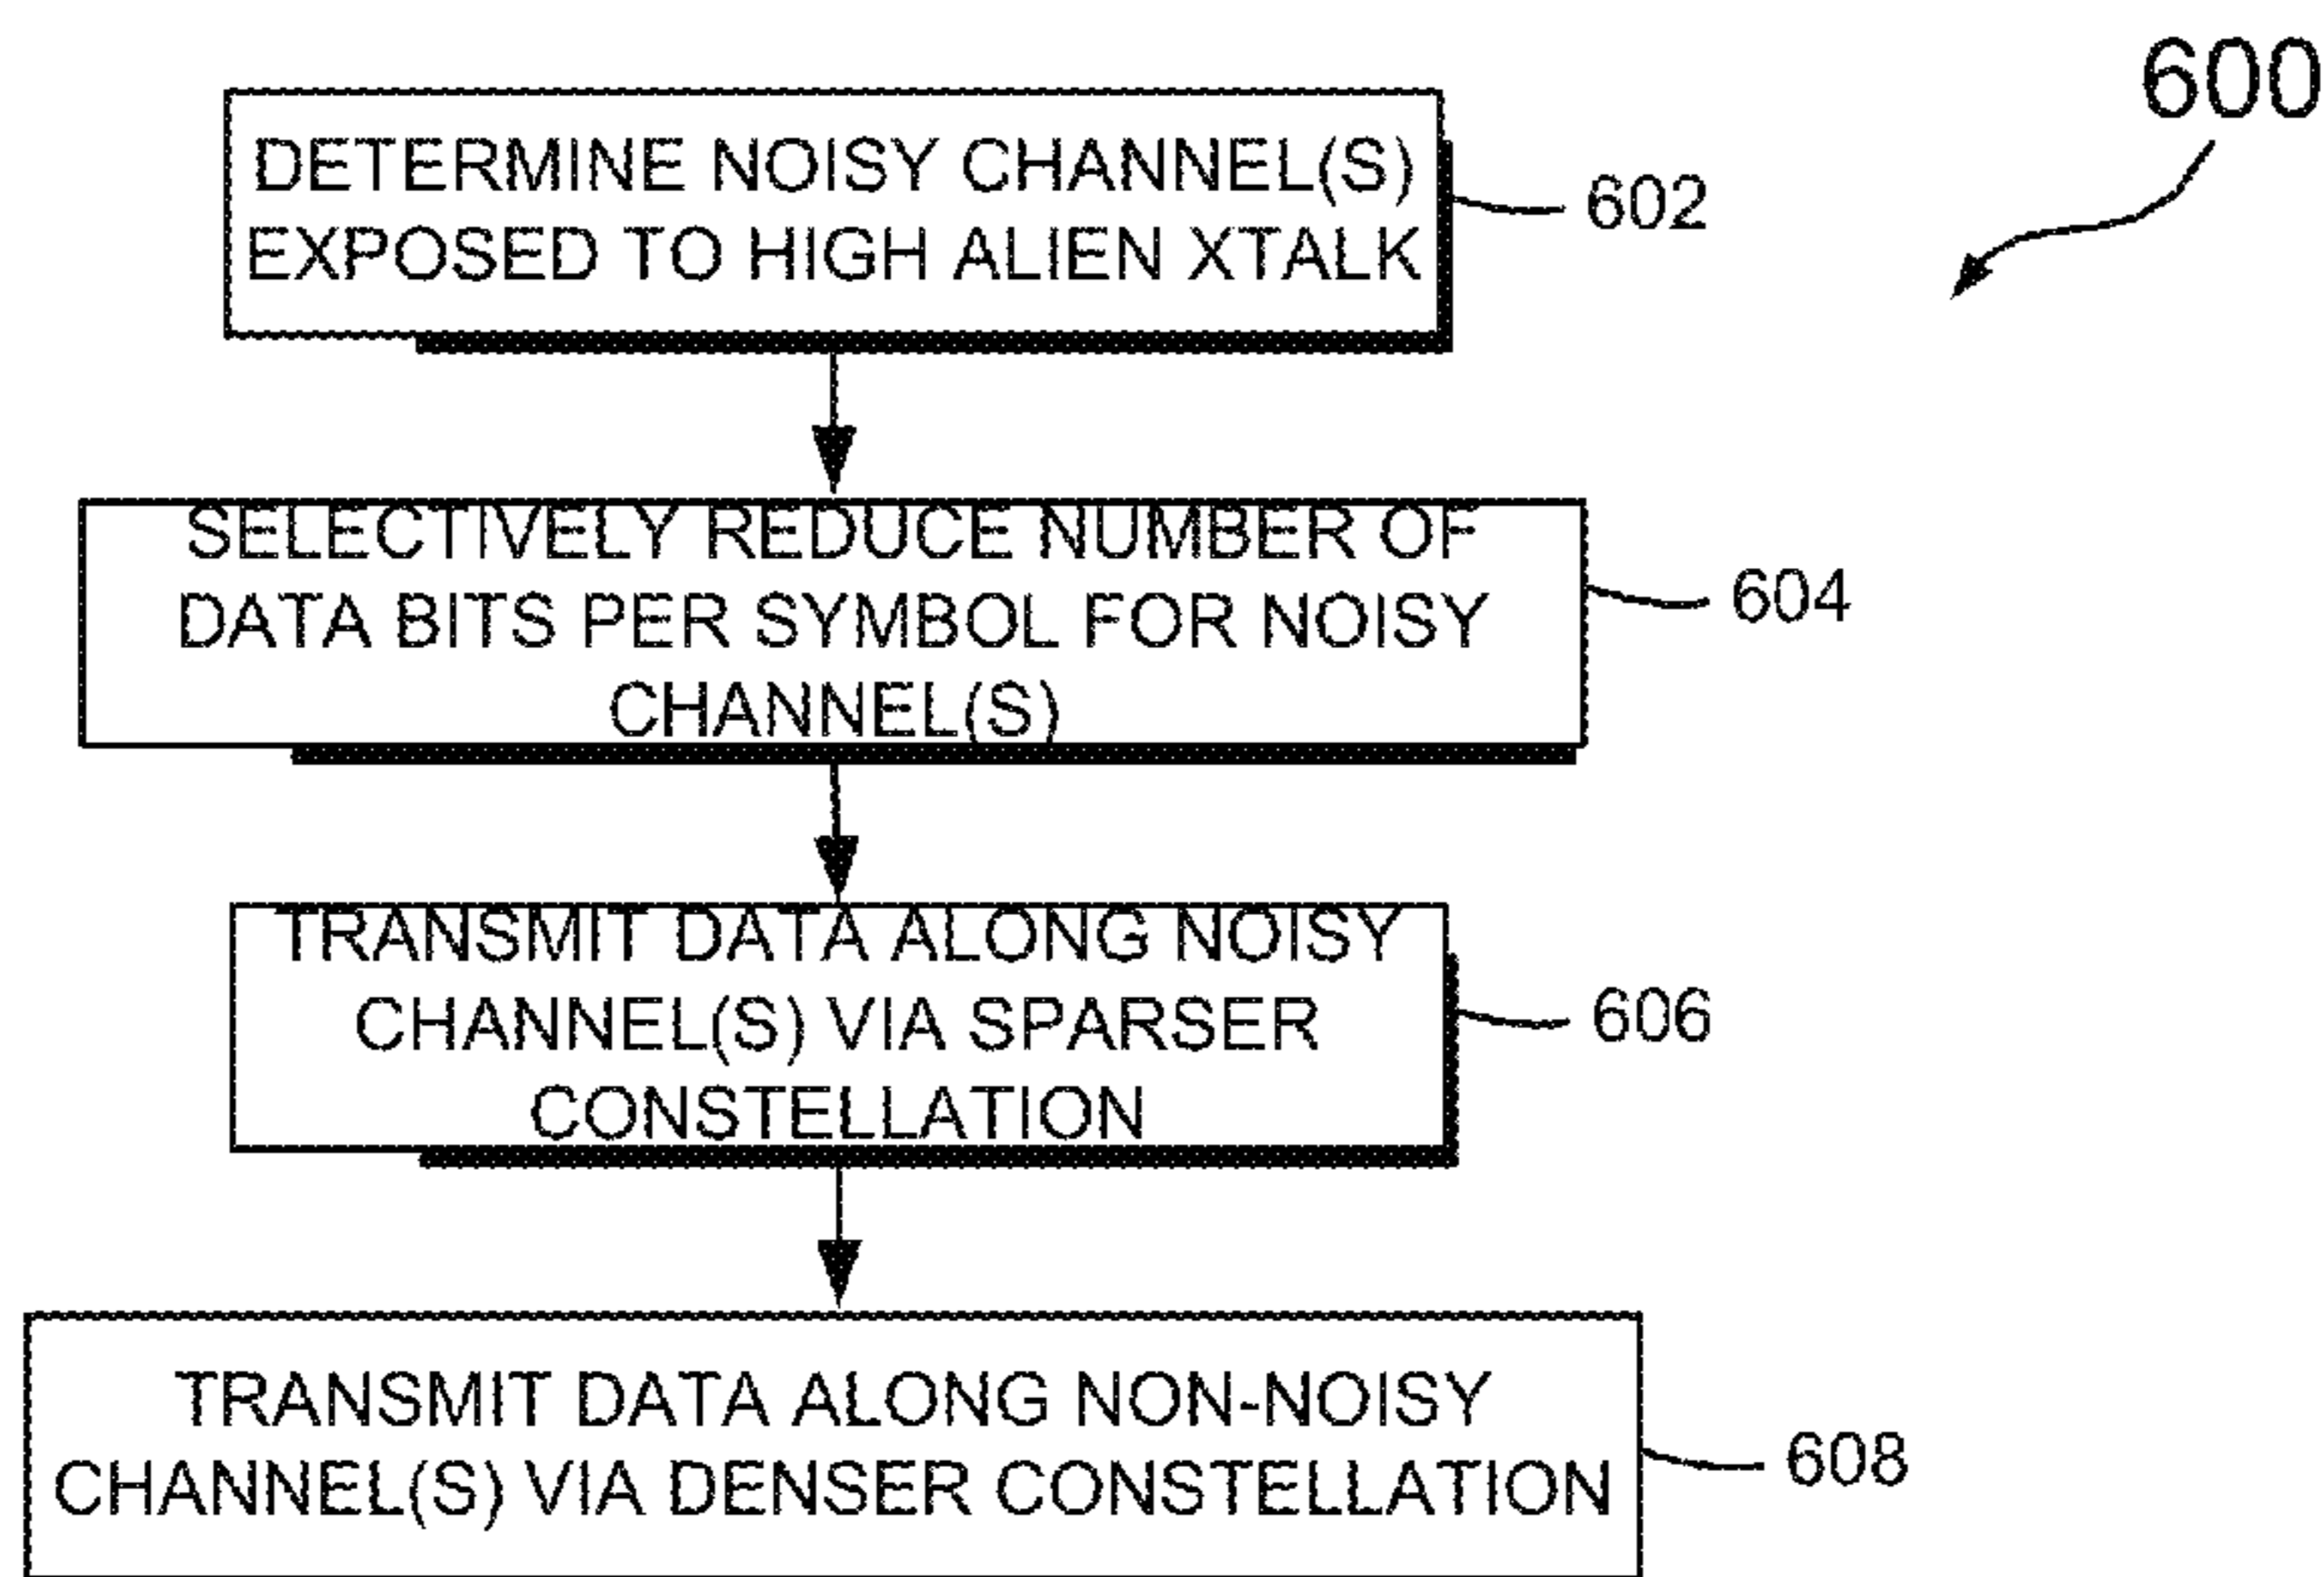 600
DETERMINE NOISY CHANNEL(S)
EXPOSED TO HIGH ALIEN XTALK
602
SELECTIVELY REDUCE NUMBER OF
DATA BITS PER SYMBOL FOR NOISY
CHANNEL(S)
604
TRANSMIT DATA ALONG NOISY
CHANNEL(S) VIA SPARSER
CONSTELLATION
606
TRANSMIT DATA ALONG NON-NOISY
CHANNEL(S) VIA DENSER CONSTELLATION
608